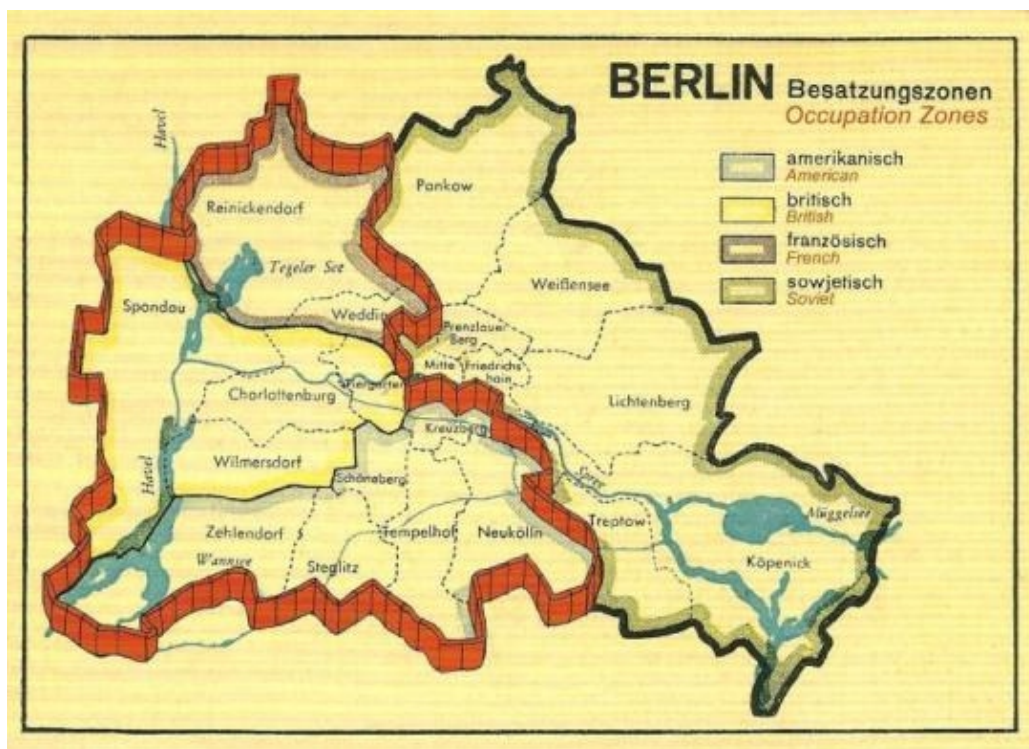 BERLIN Besatzungszonen
Occupation Zones
amerikanisch
American
britisch
British
französisch
French
sowjetisch
Soviet
Havel
Pankow
Reinickendorf
Tegeler See
Weißensee
Spandau
Wedding
Prenzlauer
Berg
Mitte
Friedrichs
hain
Tiergarten
Charlottenburg
Lichtenberg
Kreuzberg
Wilmersdorf
Havel
Schöneberg
Spree
Müggelsee
Zehlendorf
Tempelhof
Neukölln
Treptow
Wannsee
Steglitz
Köpenick